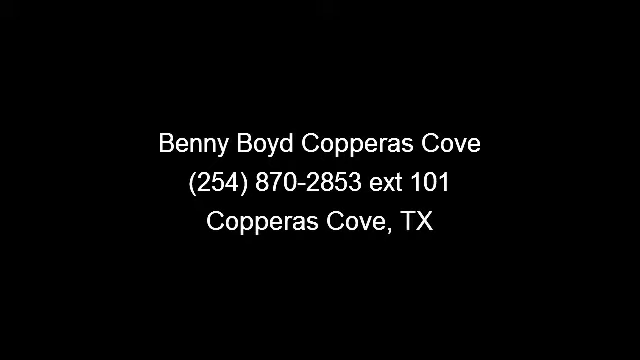 Benny Boyd Copperas Cove
(254) 870-2853 ext 101
Copperas Cove, TX